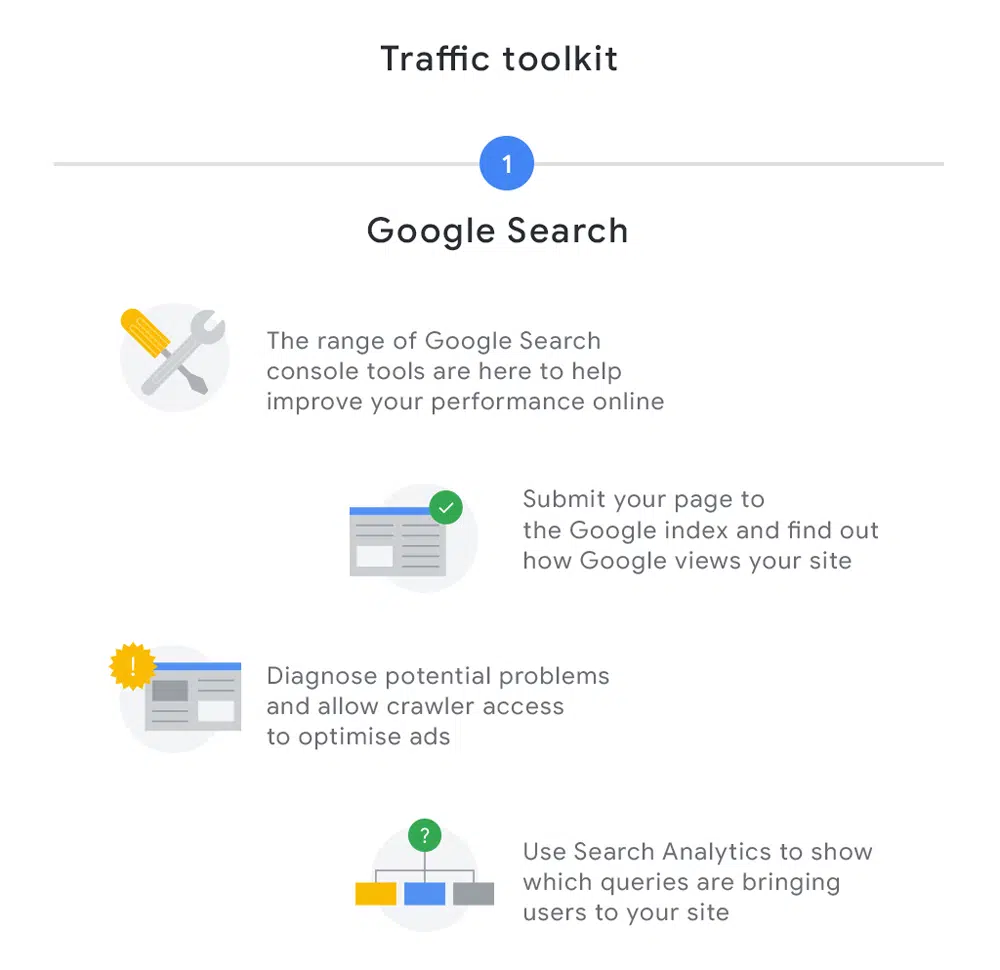 Traffic toolkit
1
Google Search
The range of Google Search
console tools are here to help
improve your performance online
Submit your page to
the Google index and find out
how Google views your site
!
Diagnose potential problems
and allow crawler access
to optimise ads
?
Use Search Analytics to show
which queries are bringing
users to your site